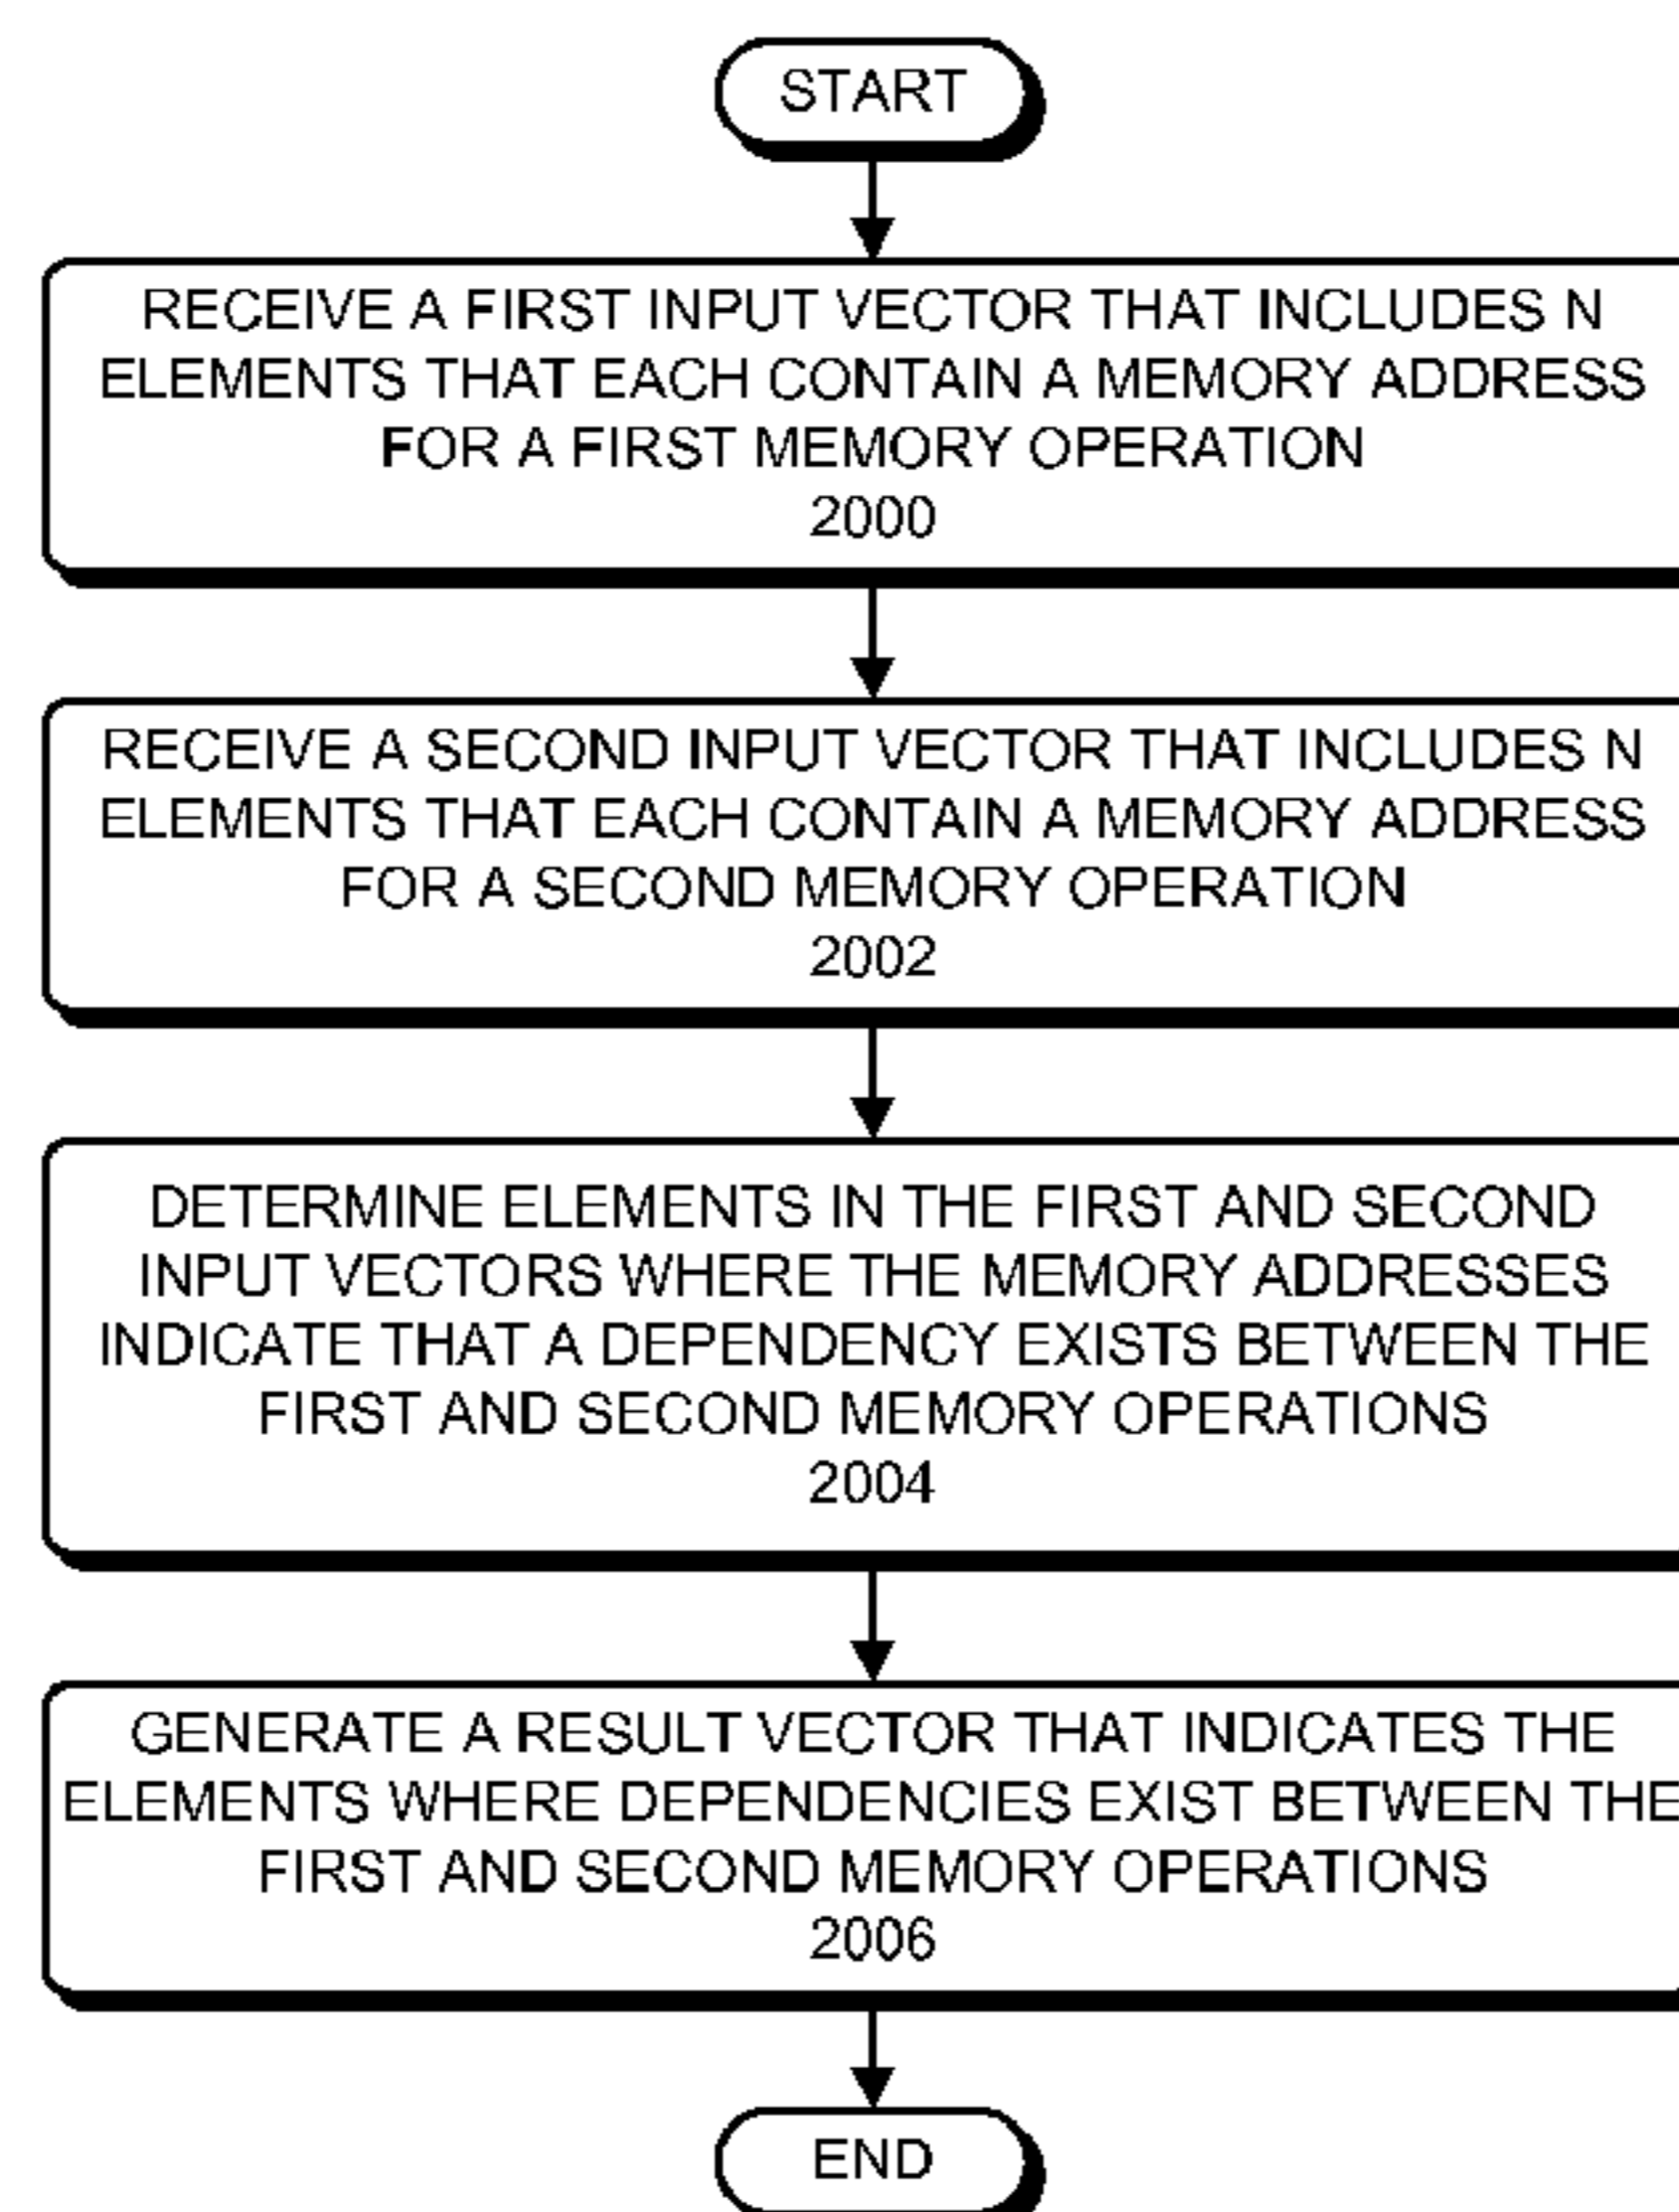 START
RECEIVE A FIRST INPUT VECTOR THAT INCLUDES N
ELEMENTS THAT EACH CONTAIN A MEMORY ADDRESS
FOR A FIRST MEMORY OPERATION
2000
RECEIVE A SECOND INPUT VECTOR THAT INCLUDES N
ELEMENTS THAT EACH CONTAIN A MEMORY ADDRESS
FOR A SECOND MEMORY OPERATION
2002
DETERMINE ELEMENTS IN THE FIRST AND SECOND
INPUT VECTORS WHERE THE MEMORY ADDRESSES
INDICATE THAT A DEPENDENCY EXISTS BETWEEN THE
FIRST AND SECOND MEMORY OPERATIONS
2004
GENERATE A RESULT VECTOR THAT INDICATES THE
ELEMENTS WHERE DEPENDENCIES EXIST BETWEEN THE
FIRST AND SECOND MEMORY OPERATIONS
2006
END